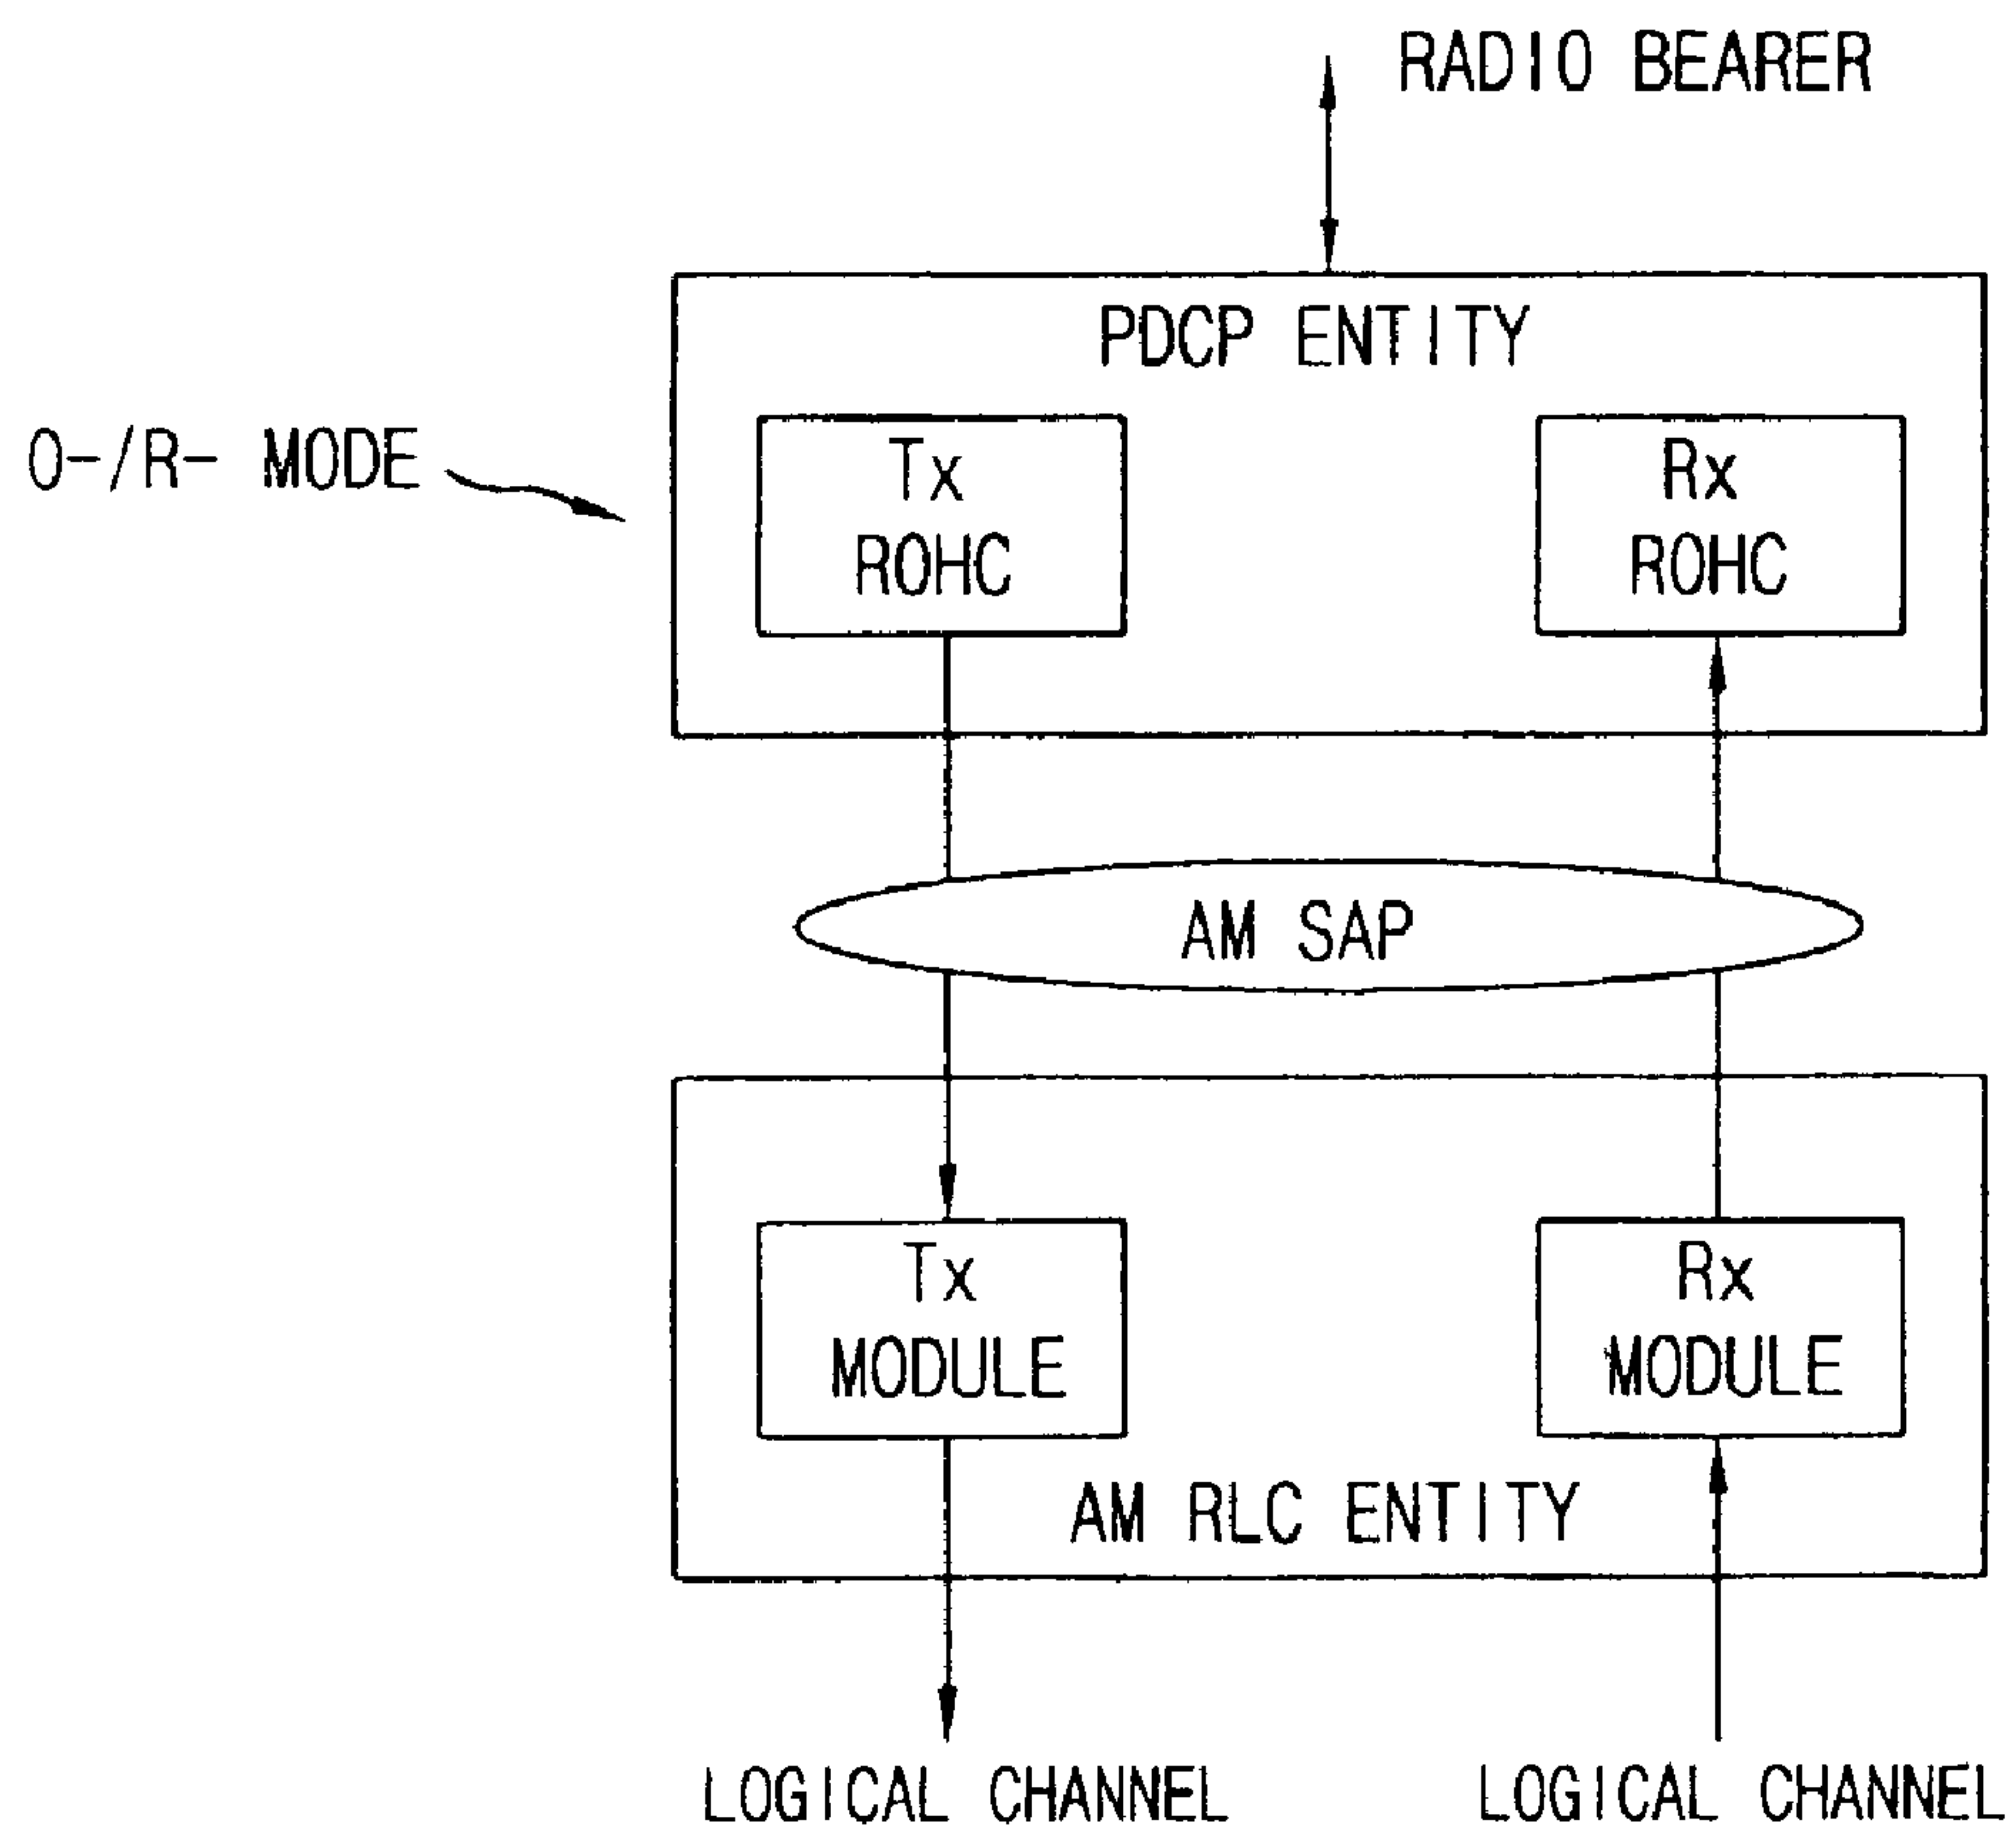 RADIO BEARER
PDCP ENTITY
O-/R- MODE
Tx
ROHC
Rx
ROHC
AM SAP
Tx
MODULE
Rx
MODULE
AM RLC ENTITY
LOGICAL CHANNEL
LOGICAL CHANNEL